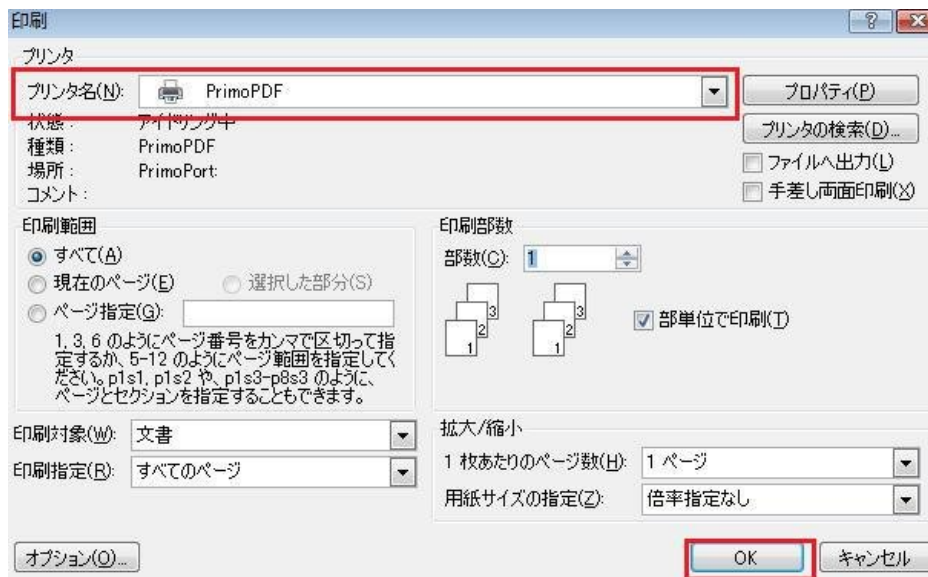 印刷
プリンタ
プリンタ名(N): PrimoPDF
プロパティ(P)
状態: アイドリング中
プリンタの検索(D)...
種類: PrimoPDF
場所: PrimoPort:
ファイルへ出力(L)
コメント:
手差し両面印刷(X)
印刷範囲
すべて(A)
現在のページ(E)
選択した部分(S)
ページ指定(G):
1, 3, 6 のようにページ番号をカンマで区切って指
定するか、5-12 のようにページ範囲を指定してく
ださい。p1s1, p1s2 や、p1s3-p8s3 のように、
ページとセクションを指定することもできます。
印刷部数
部数(C): 1
3
2
1
3
2
1
部単位で印刷(T)
印刷対象(W): 文書
印刷指定(R): すべてのページ
拡大/縮小
1 枚あたりのページ数(H): 1 ページ
用紙サイズの指定(Z): 倍率指定なし
オプション(O)...
OK
キャンセル